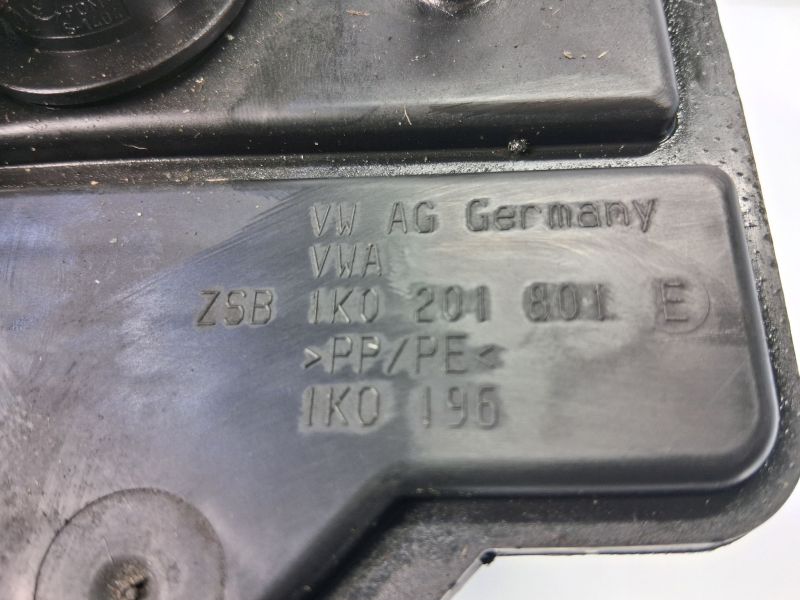 VW AG Germany
VWA
ZSB 1K0 201 801 E
>PP/PE<
1K0 196